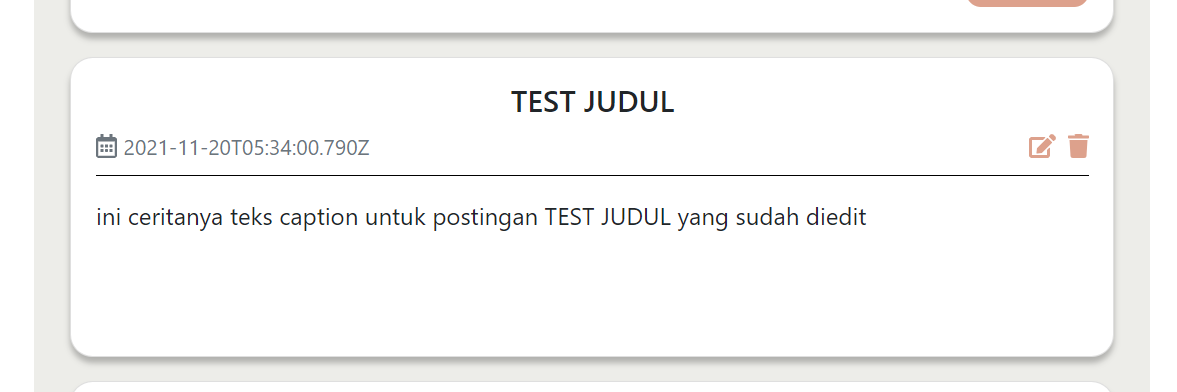 TEST JUDUL
2021-11-20T05:34:00.790Z
ini ceritanya teks caption untuk postingan TEST JUDUL yang sudah diedit